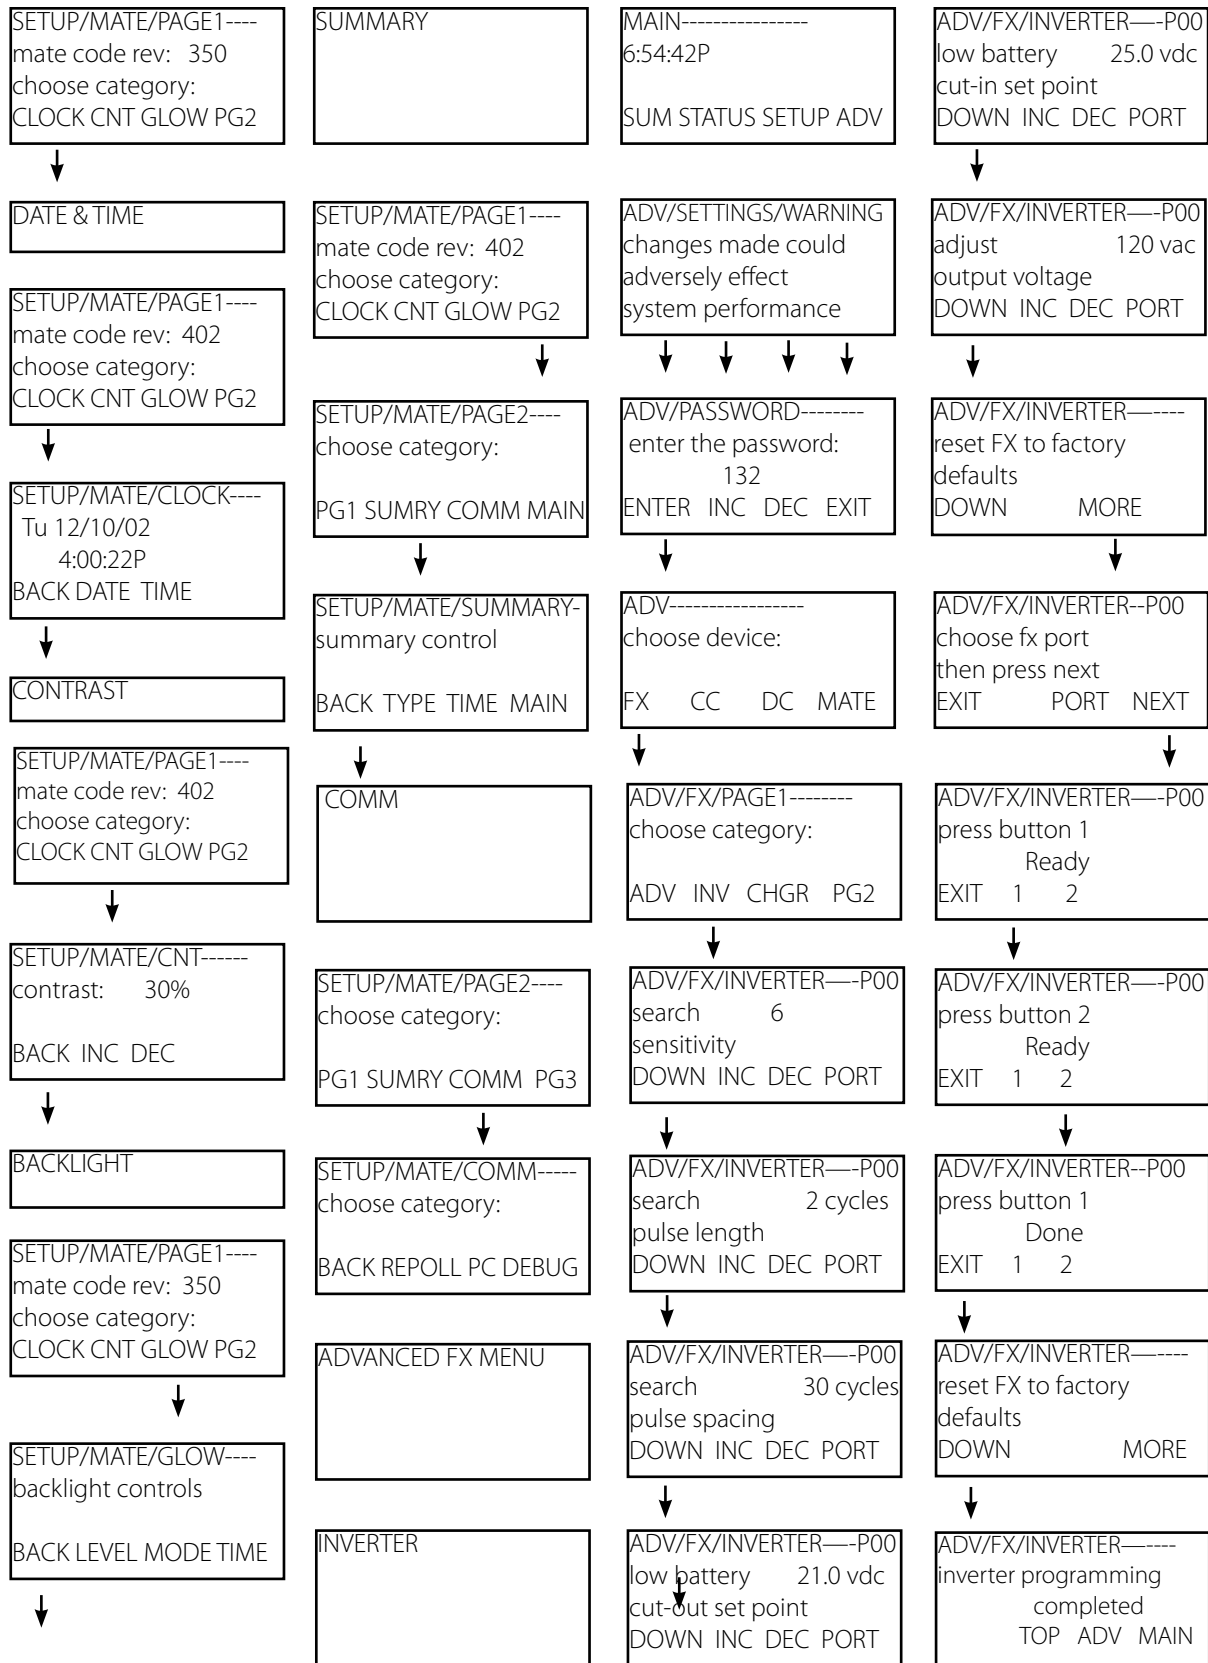 SETUP/MATE/PAGE1----
mate code rev: 350
choose category:
CLOCK CNT GLOW PG2
DATE & TIME
SETUP/MATE/PAGE1----
mate code rev: 402
choose category:
CLOCK CNT GLOW PG2
SETUP/MATE/CLOCK----
Tu 12/10/02
4:00:22P
BACK DATE TIME
CONTRAST
SETUP/MATE/PAGE1----
mate code rev: 402
choose category:
CLOCK CNT GLOW PG2
SETUP/MATE/CNT------
contrast: 30%
BACK INC DEC
BACKLIGHT
SETUP/MATE/PAGE1----
mate code rev: 350
choose category:
CLOCK CNT GLOW PG2
SETUP/MATE/GLOW----
backlight controls
BACK LEVEL MODE TIME
SUMMARY
SETUP/MATE/PAGE1----
mate code rev: 402
choose category:
CLOCK CNT GLOW PG2
SETUP/MATE/PAGE2----
choose category:
PG1 SUMRY COMM MAIN
SETUP/MATE/SUMMARY-
summary control
BACK TYPE TIME MAIN
COMM
SETUP/MATE/PAGE2----
choose category:
PG1 SUMRY COMM PG3
SETUP/MATE/COMM-----
choose category:
BACK REPOLL PC DEBUG
ADVANCED FX MENU
INVERTER
MAIN----------------
6:54:42P
SUM STATUS SETUP ADV
ADV/SETTINGS/WARNING
changes made could
adversely effect
system performance
ADV/PASSWORD--------
enter the password:
132
ENTER INC DEC EXIT
ADV-----------------
choose device:
FX CC DC MATE
ADV/FX/PAGE1--------
choose category:
ADV INV CHGR PG2
ADV/FX/INVERTER—-P00
search 6
sensitivity
DOWN INC DEC PORT
ADV/FX/INVERTER—-P00
search 2 cycles
pulse length
DOWN INC DEC PORT
ADV/FX/INVERTER—-P00
search 30 cycles
pulse spacing
DOWN INC DEC PORT
ADV/FX/INVERTER—-P00
low battery 21.0 vdc
cut-out set point
DOWN INC DEC PORT
ADV/FX/INVERTER—-P00
low battery 25.0 vdc
cut-in set point
DOWN INC DEC PORT
ADV/FX/INVERTER—-P00
adjust 120 vac
output voltage
DOWN INC DEC PORT
ADV/FX/INVERTER—----
reset FX to factory
defaults
DOWN MORE
ADV/FX/INVERTER--P00
choose fx port
then press next
EXIT PORT NEXT
ADV/FX/INVERTER—-P00
press button 1
Ready
EXIT 1 2
ADV/FX/INVERTER—-P00
press button 2
Ready
EXIT 1 2
ADV/FX/INVERTER--P00
press button 1
Done
EXIT 1 2
ADV/FX/INVERTER—----
reset FX to factory
defaults
DOWN MORE
ADV/FX/INVERTER—----
inverter programming
completed
TOP ADV MAIN